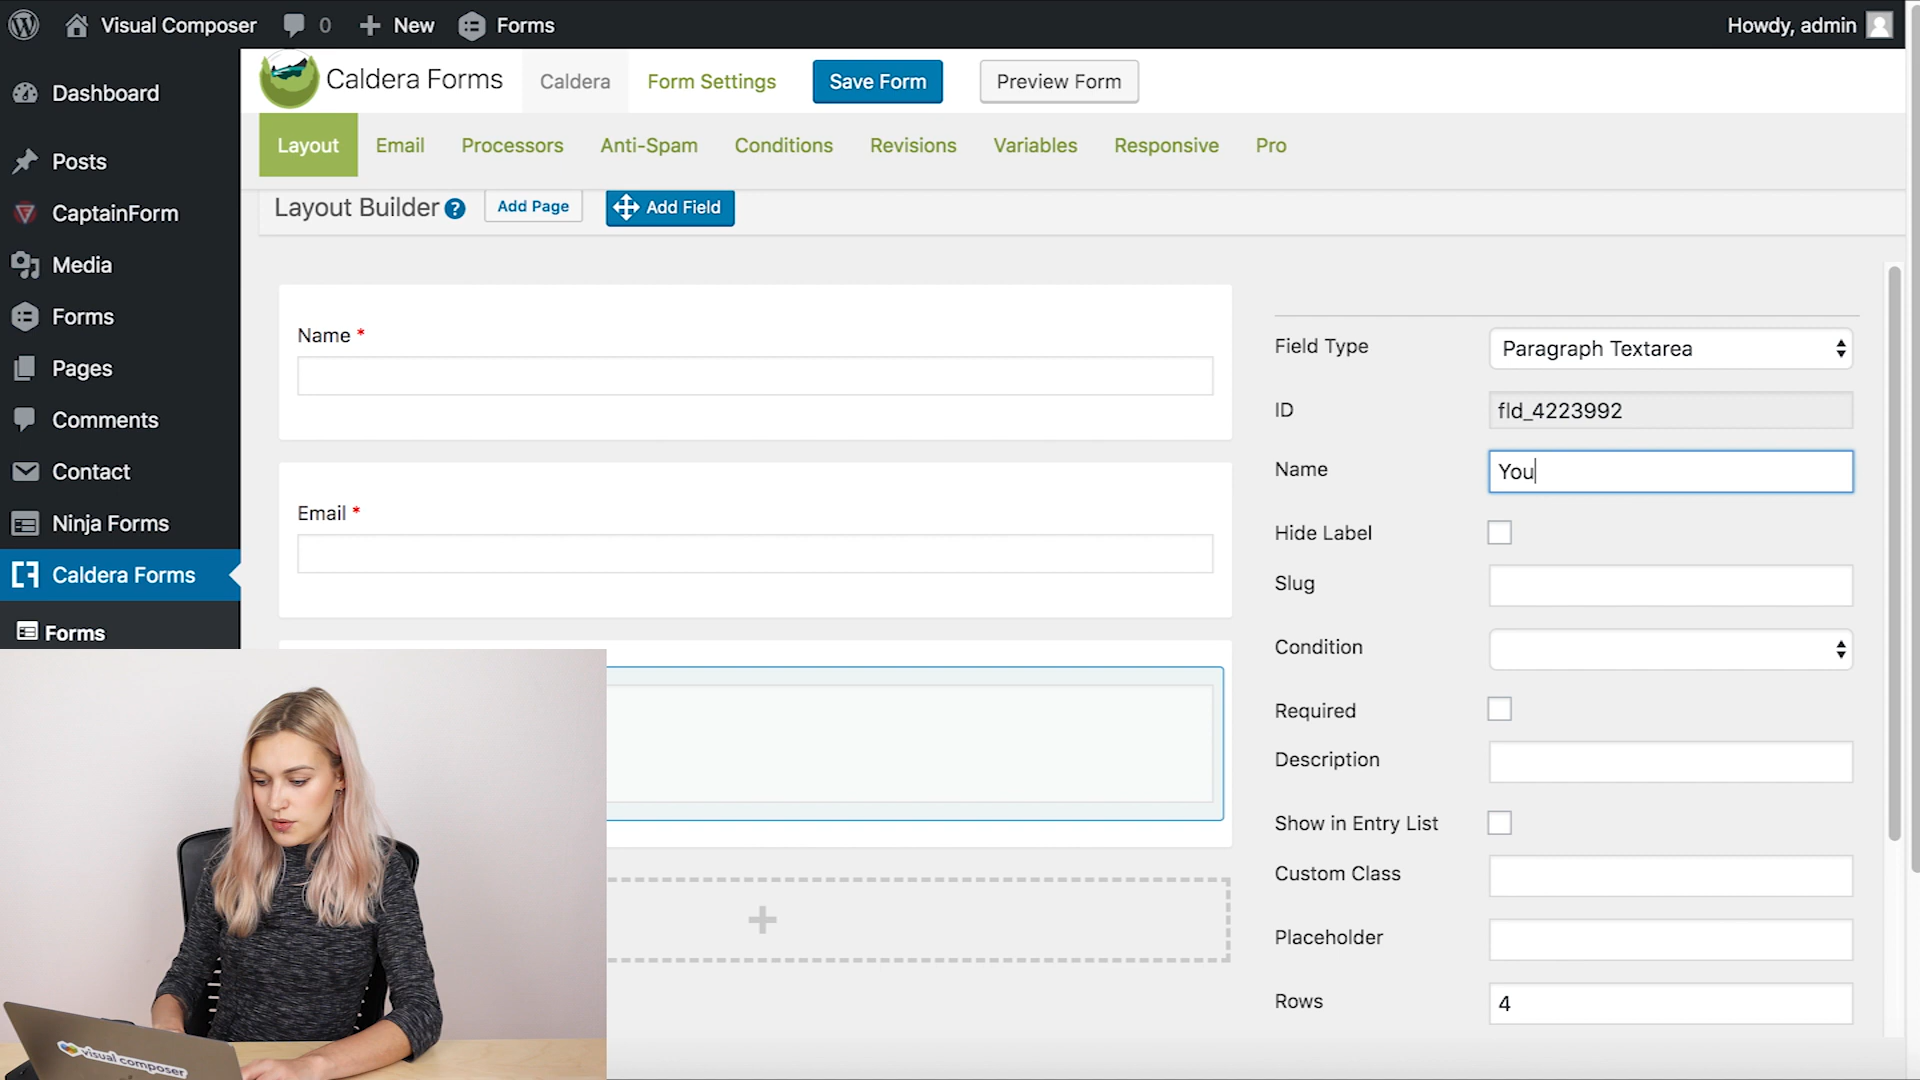 Visual Composer 0 New Forms Howdy, admin
Dashboard
Posts
CaptainForm
Media
Forms
Pages
Comments
Contact
Ninja Forms
Caldera Forms
Forms
Caldera Forms Caldera Form Settings Save Form Preview Form
Layout Email Processors Anti-Spam Conditions Revisions Variables Responsive Pro
Layout Builder ? Add Page Add Field
Name *
Email *
Field Type Paragraph Textarea
ID fld_4223992
Name You
Hide Label
Slug
Condition
Required
Description
Show in Entry List
Custom Class
Placeholder
Rows 4
visual composer